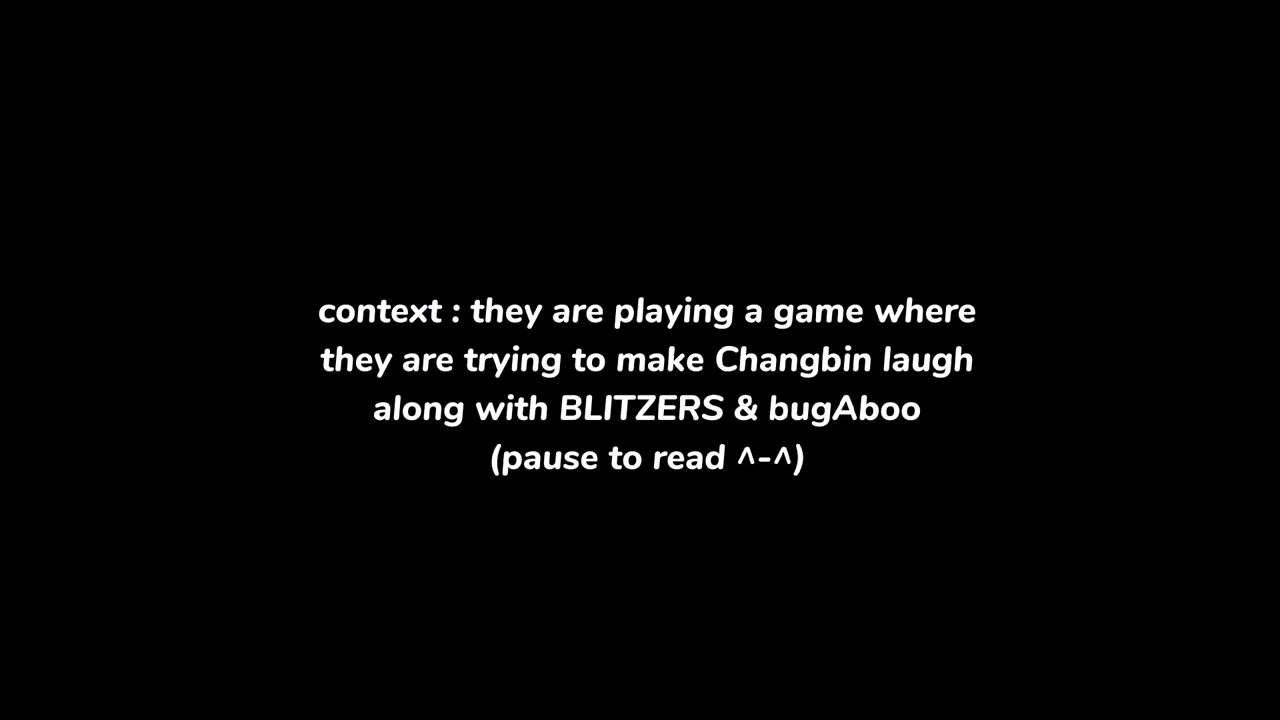 context : they are playing a game where
they are trying to make Changbin laugh
along with BLITZERS & bugAboo
(pause to read ^-^)